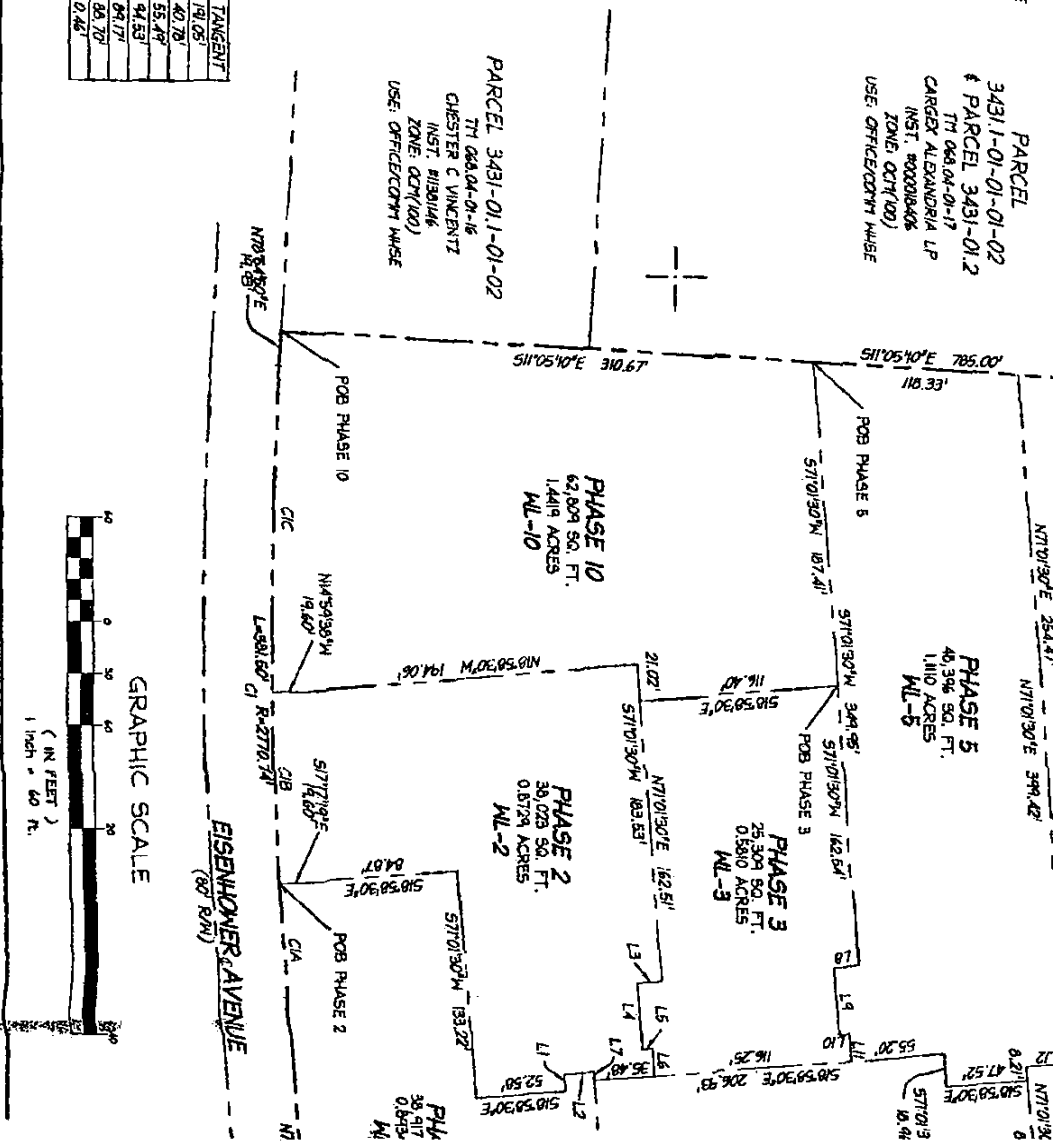 PARCEL
3431.1-01-01-01-02
& PARCEL 3431-01.2
TM 068.04-01-17
CARGEX ALEXANDRIA LP
ZONE: OCM(100)
USE: OFFICE/COMM WHSE
PARCEL 3431-01.1-01-02
TM 068.04-01-16
CHESTER C VINCENTZ
ZONE: OCM(100)
USE: OFFICE/COMM WHSE
TANGENT
191.05'
40.78'
55.49'
94.53'
89.17'
88.70'
0.46'
S11°05'10"E 310.67'
S11°05'10"E 785.00'
118.33'
POB PHASE 10
POB PHASE 5
PHASE 10
62,809 SQ. FT.
1.4419 ACRES
WL-10
PHASE 5
48,396 SQ. FT.
1.1110 ACRES
WL-5
N71°01'30"E 254.47'
N71°01'30"E 399.42'
S71°01'30"W 187.41'
S71°01'30"W 349.95'
S71°01'30"W 162.54'
C1C
N14°54'38"W
19.60'
N18°58'30"W 194.06'
21.02'
116.40'
S18°58'30"E
POB PHASE 3
L=581.60' C1 R=2770.74'
C1B
S17°17'19"E
19.60'
S71°01'30"W 183.53'
N71°01'30"E 162.51'
PHASE 2
38,023 SQ. FT.
0.8729 ACRES
WL-2
PHASE 3
25,309 SQ. FT.
0.5810 ACRES
WL-3
84.87'
S18°58'30"E
S71°01'30"W 133.22'
POB PHASE 2
C1A
EISENHOWER AVENUE
(80' R/W)
L1
L2
L3
L4
L5
L6
L7
L8
L9
L10
L11
52.58'
S18°58'30"E
35.48'
116.25'
S18°58'30"E 206.93'
55.20'
S18°58'30"E 47.52'
8.21'
GRAPHIC SCALE
( IN FEET )
1 inch = 60 ft.